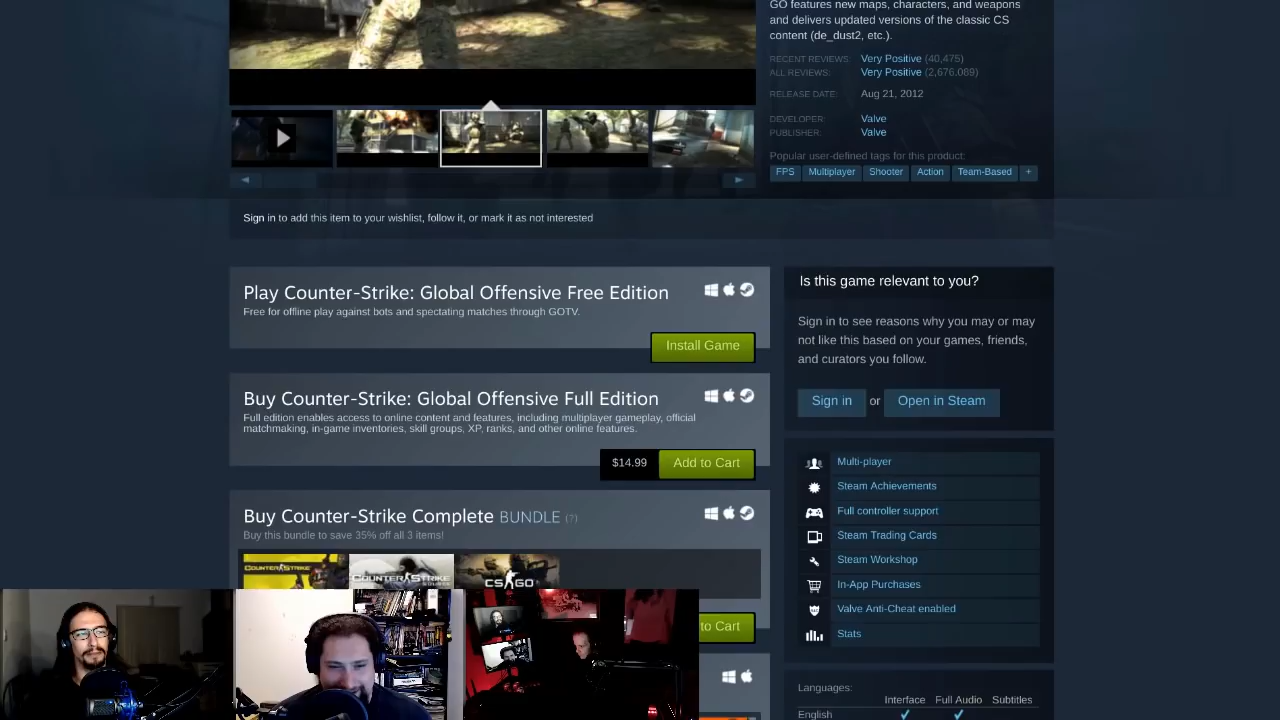 GO features new maps, characters, and weapons
and delivers updated versions of the classic CS
content (de_dust2, etc.).
RECENT REVIEWS: Very Positive (40,475)
ALL REVIEWS: Very Positive (2,676,089)
RELEASE DATE: Aug 21, 2012
DEVELOPER: Valve
PUBLISHER: Valve
Popular user-defined tags for this product:
FPS Multiplayer Shooter Action Team-Based +
Sign in to add this item to your wishlist, follow it, or mark it as not interested
Play Counter-Strike: Global Offensive Free Edition
Free for offline play against bots and spectating matches through GOTV.
Install Game
Buy Counter-Strike: Global Offensive Full Edition
Full edition enables access to online content and features, including multiplayer gameplay, official
matchmaking, in-game inventories, skill groups, XP, ranks, and other online features.
$14.99 Add to Cart
Buy Counter-Strike Complete BUNDLE (?)
Buy this bundle to save 35% off all 3 items!
COUNTER-STRIKE
COUNTER-STRIKE
CS GO
to Cart
Is this game relevant to you?
Sign in to see reasons why you may or may
not like this based on your games, friends,
and curators you follow.
Sign in or Open in Steam
Multi-player
Steam Achievements
Full controller support
Steam Trading Cards
Steam Workshop
In-App Purchases
Valve Anti-Cheat enabled
Stats
Languages:
Interface Full Audio Subtitles
English